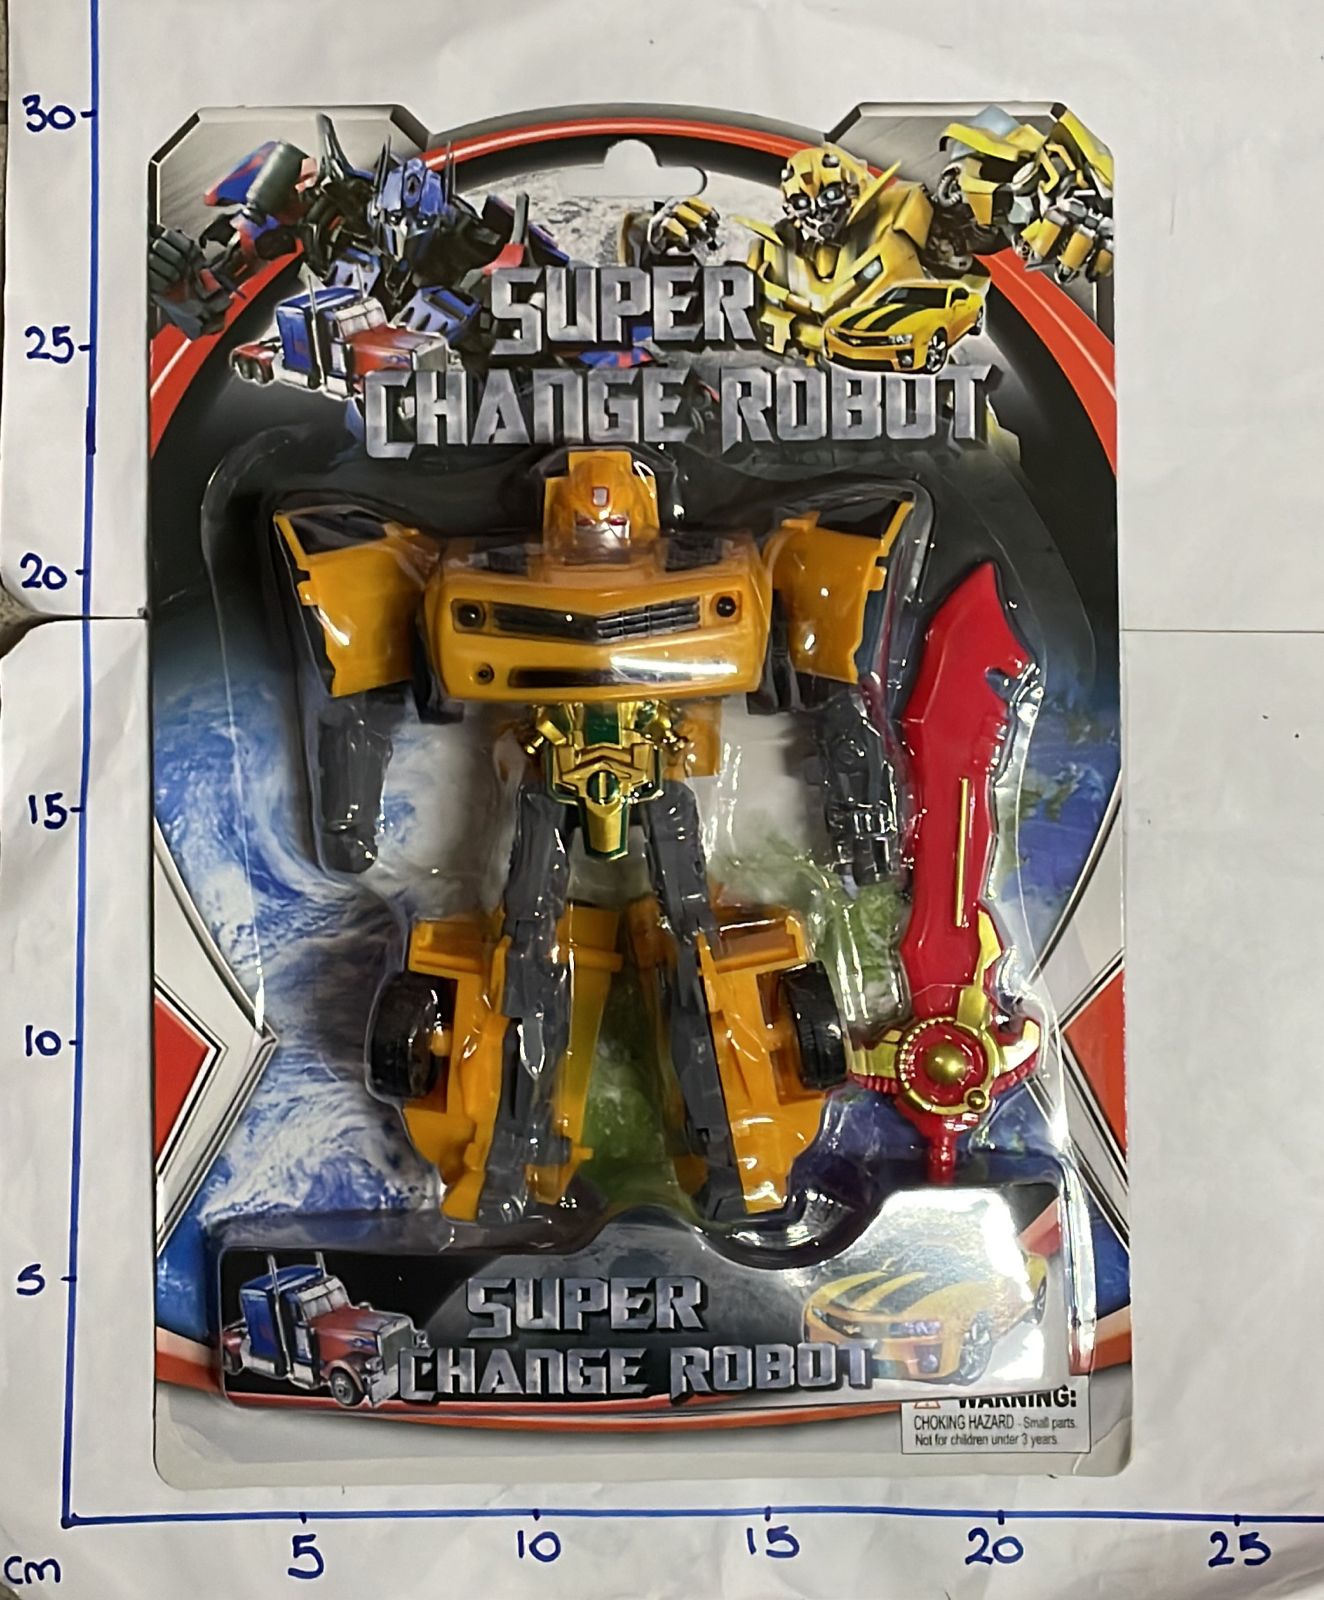 30
SUPER
25
CHANGE ROBOT
20
15
10
5
SUPER
CHANGE ROBOT
WARNING:
CHOKING HAZARD - Small parts.
Not for children under 3 years.
cm 5 10 15 20 25